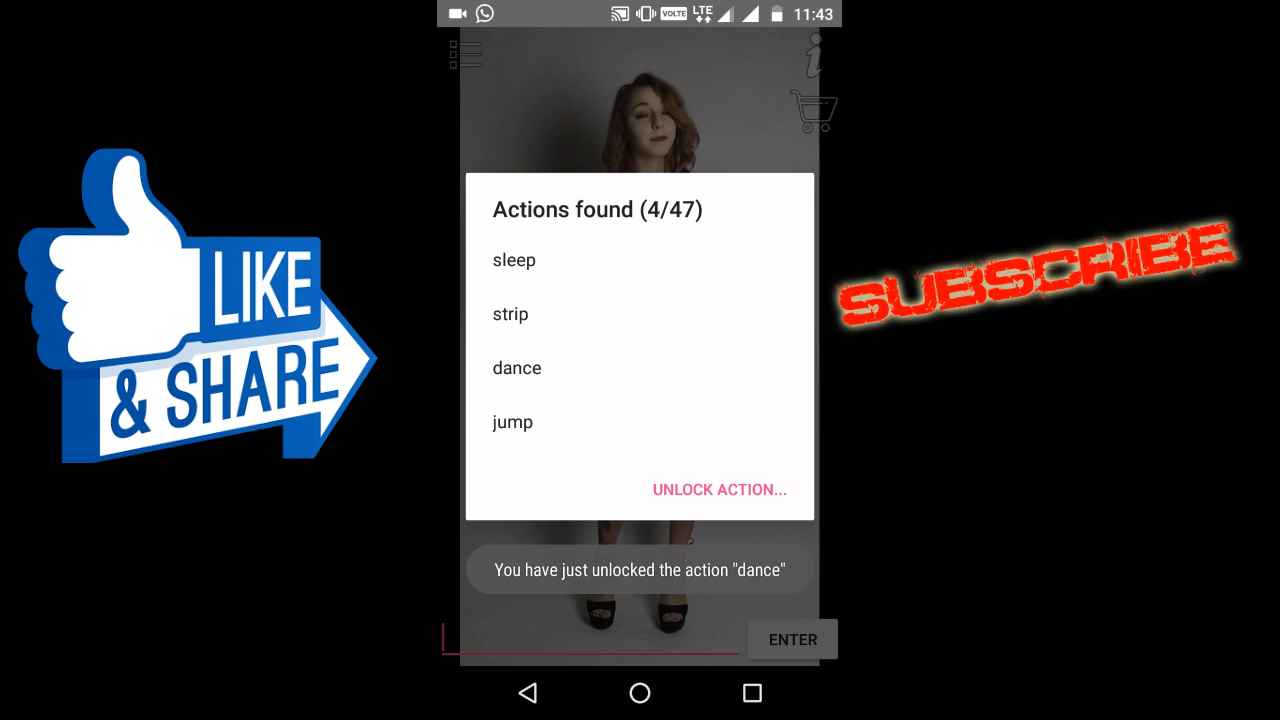 VOLTE LTE 11:43
i
Actions found (4/47)
sleep
strip
dance
jump
UNLOCK ACTION...
You have just unlocked the action "dance"
ENTER
LIKE
& SHARE
SUBSCRIBE